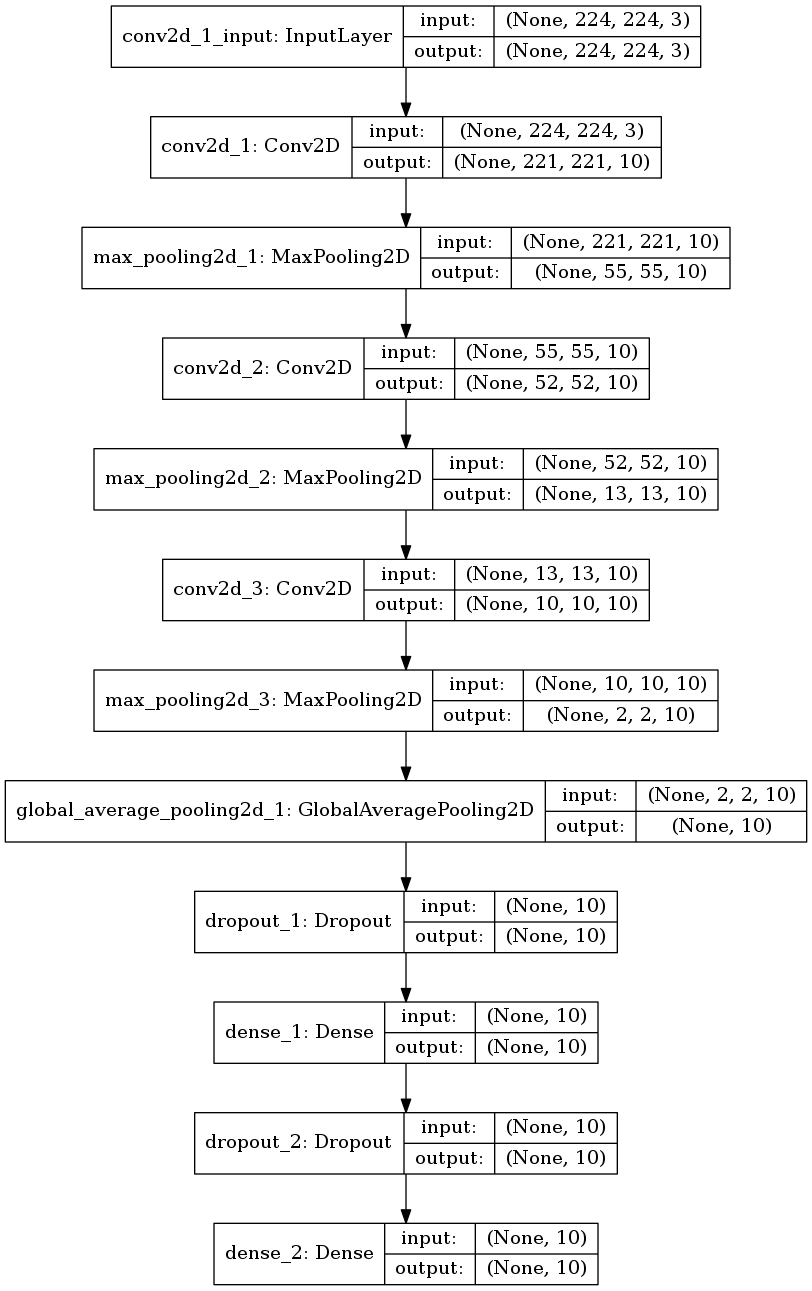 conv2d_1_input: InputLayer
input: (None, 224, 224, 3)
output: (None, 224, 224, 3)
conv2d_1: Conv2D
input: (None, 224, 224, 3)
output: (None, 221, 221, 10)
max_pooling2d_1: MaxPooling2D
input: (None, 221, 221, 10)
output: (None, 55, 55, 10)
conv2d_2: Conv2D
input: (None, 55, 55, 10)
output: (None, 52, 52, 10)
max_pooling2d_2: MaxPooling2D
input: (None, 52, 52, 10)
output: (None, 13, 13, 10)
conv2d_3: Conv2D
input: (None, 13, 13, 10)
output: (None, 10, 10, 10)
max_pooling2d_3: MaxPooling2D
input: (None, 10, 10, 10)
output: (None, 2, 2, 10)
global_average_pooling2d_1: GlobalAveragePooling2D
input: (None, 2, 2, 10)
output: (None, 10)
dropout_1: Dropout
input: (None, 10)
output: (None, 10)
dense_1: Dense
input: (None, 10)
output: (None, 10)
dropout_2: Dropout
input: (None, 10)
output: (None, 10)
dense_2: Dense
input: (None, 10)
output: (None, 10)